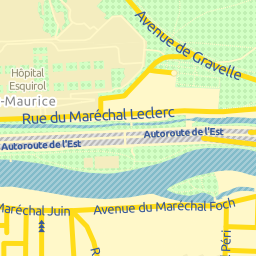 Avenue de Gravelle
Hôpital
Esquirol
-Maurice
Rue du Maréchal Leclerc
Autoroute de l'Est
Autoroute de l'Est
Maréchal Juin
Avenue du Maréchal Foch
R
l Péri